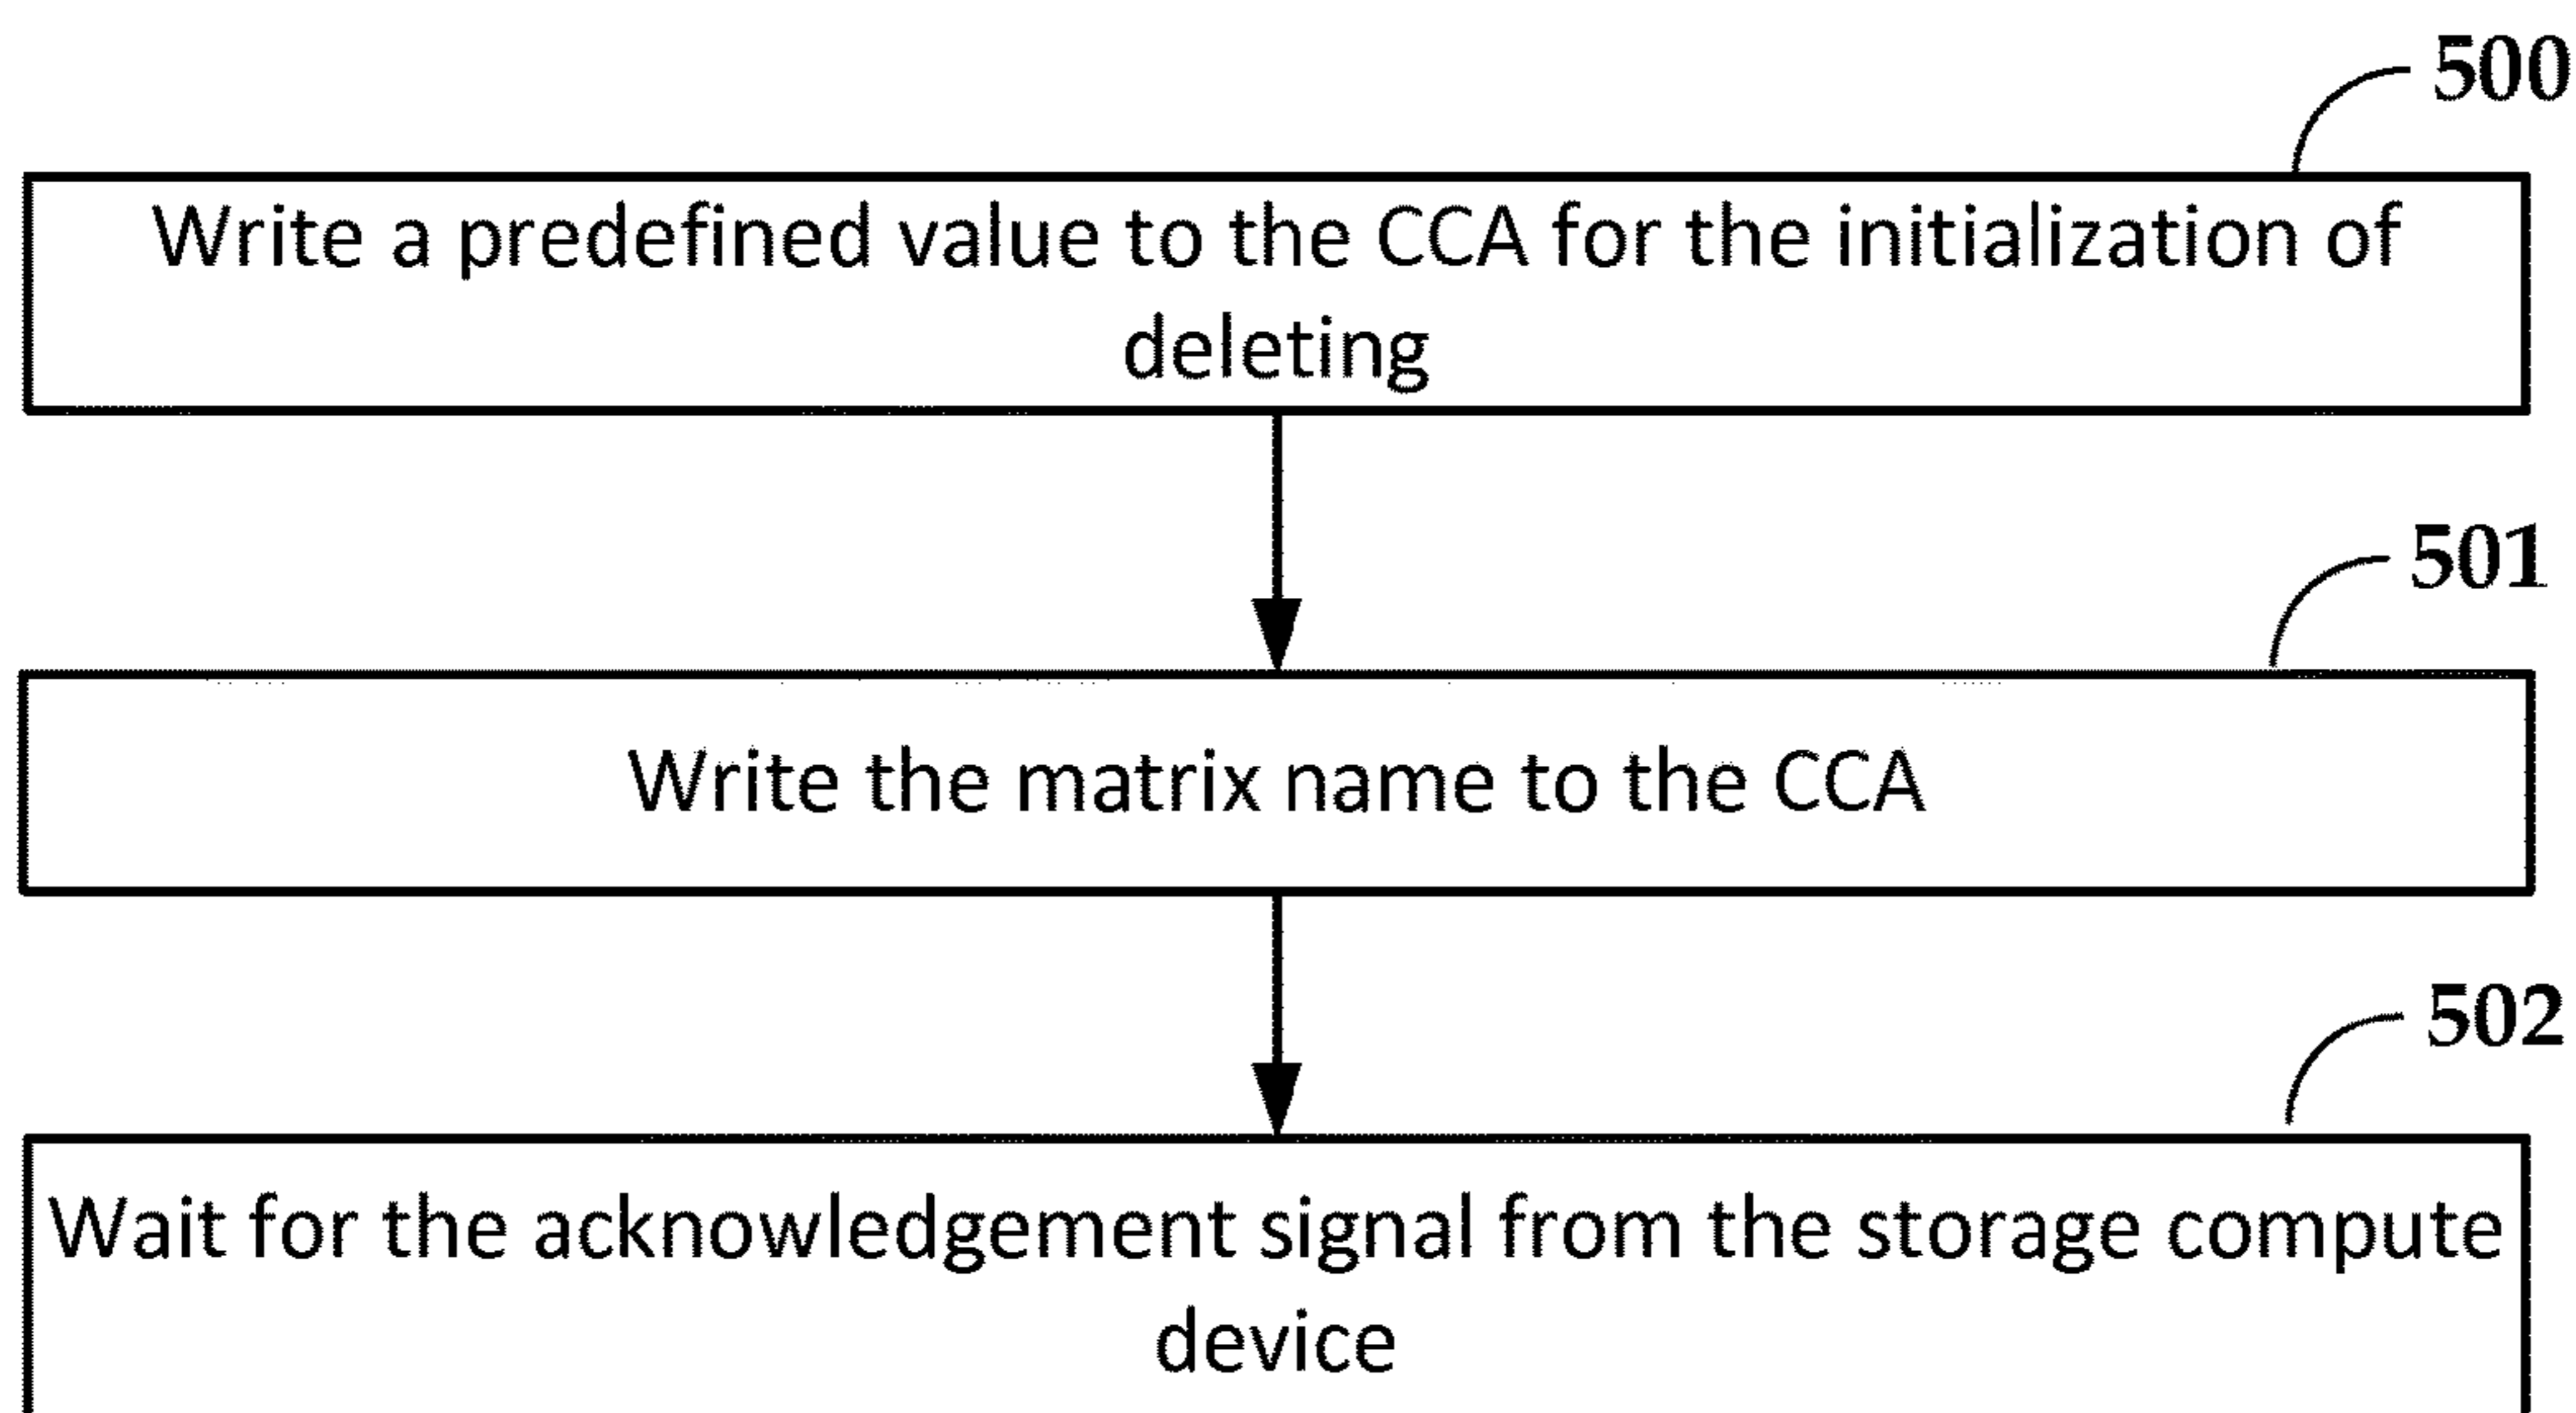 500
Write a predefined value to the CCA for the initialization of
deleting
501
Write the matrix name to the CCA
502
Wait for the acknowledgement signal from the storage compute
device